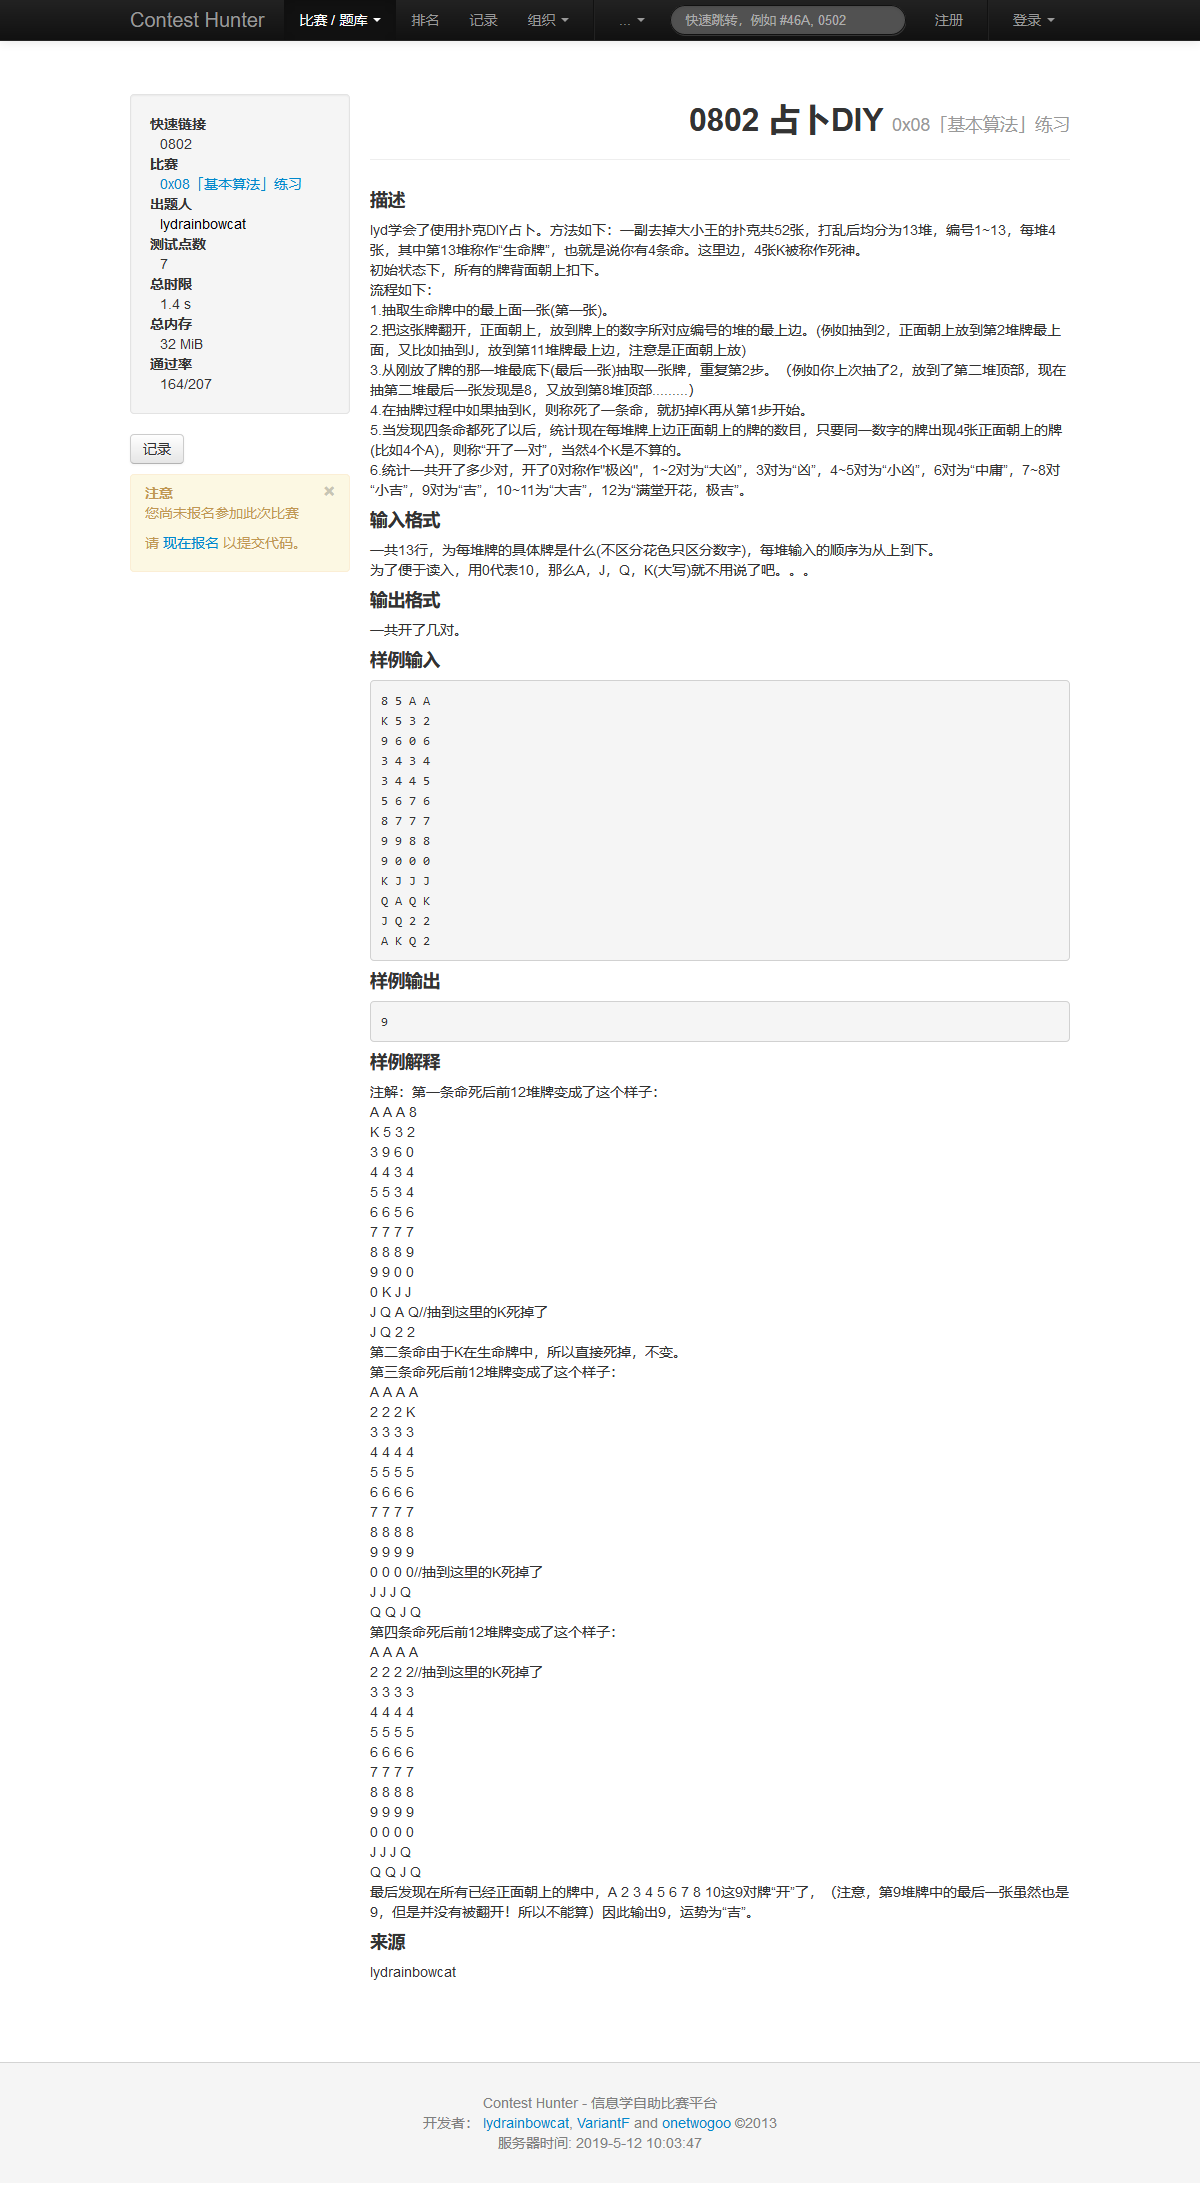 Contest Hunter 比赛 / 题库 排名 记录 组织 ... 快速跳转，例如 #46A, 0502 注册 登录
快速链接
0802
比赛
0x08「基本算法」练习
出题人
lydrainbowcat
测试点数
7
总时限
1.4 s
总内存
32 MiB
通过率
164/207
记录
注意 ×
您尚未报名参加此次比赛
请 现在报名 以提交代码。
0802 占卜DIY 0x08「基本算法」练习
描述
lyd学会了使用扑克DIY占卜。方法如下：一副去掉大小王的扑克共52张，打乱后均分为13堆，编号1~13，每堆4
张，其中第13堆称作“生命牌”，也就是说你有4条命。这里边，4张K被称作死神。
初始状态下，所有的牌背面朝上扣下。
流程如下：
1.抽取生命牌中的最上面一张(第一张)。
2.把这张牌翻开，正面朝上，放到牌上的数字所对应编号的堆的最上边。(例如抽到2，正面朝上放到第2堆牌最上
面，又比如抽到J，放到第11堆牌最上边，注意是正面朝上放)
3.从刚放了牌的那一堆最底下(最后一张)抽取一张牌，重复第2步。（例如你上次抽了2，放到了第二堆顶部，现在
抽第二堆最后一张发现是8，又放到第8堆顶部.........）
4.在抽牌过程中如果抽到K，则称死了一条命，就扔掉K再从第1步开始。
5.当发现四条命都死了以后，统计现在每堆牌上边正面朝上的牌的数目，只要同一数字的牌出现4张正面朝上的牌
(比如4个A)，则称“开了一对”，当然4个K是不算的。
6.统计一共开了多少对，开了0对称作"极凶"，1~2对为“大凶”，3对为“凶”，4~5对为“小凶”，6对为“中庸”，7~8对
“小吉”，9对为“吉”，10~11为“大吉”，12为“满堂开花，极吉”。
输入格式
一共13行，为每堆牌的具体牌是什么(不区分花色只区分数字)，每堆输入的顺序为从上到下。
为了便于读入，用0代表10，那么A，J，Q，K(大写)就不用说了吧。。。
输出格式
一共开了几对。
样例输入
8 5 A A
K 5 3 2
9 6 0 6
3 4 3 4
3 4 4 5
5 6 7 6
8 7 7 7
9 9 8 8
9 0 0 0
K J J J
Q A Q K
J Q 2 2
A K Q 2
样例输出
9
样例解释
注解：第一条命死后前12堆牌变成了这个样子：
A A A 8
K 5 3 2
3 9 6 0
4 4 3 4
5 5 3 4
6 6 5 6
7 7 7 7
8 8 8 9
9 9 0 0
0 K J J
J Q A Q//抽到这里的K死掉了
J Q 2 2
第二条命由于K在生命牌中，所以直接死掉，不变。
第三条命死后前12堆牌变成了这个样子：
A A A A
2 2 2 K
3 3 3 3
4 4 4 4
5 5 5 5
6 6 6 6
7 7 7 7
8 8 8 8
9 9 9 9
0 0 0 0//抽到这里的K死掉了
J J J Q
Q Q J Q
第四条命死后前12堆牌变成了这个样子：
A A A A
2 2 2 2//抽到这里的K死掉了
3 3 3 3
4 4 4 4
5 5 5 5
6 6 6 6
7 7 7 7
8 8 8 8
9 9 9 9
0 0 0 0
J J J Q
Q Q J Q
最后发现在所有已经正面朝上的牌中，A 2 3 4 5 6 7 8 10这9对牌“开”了，（注意，第9堆牌中的最后一张虽然也是
9，但是并没有被翻开！所以不能算）因此输出9，运势为“吉”。
来源
lydrainbowcat
Contest Hunter - 信息学自助比赛平台
开发者： lydrainbowcat, VariantF and onetwogoo ©2013
服务器时间: 2019-5-12 10:03:47